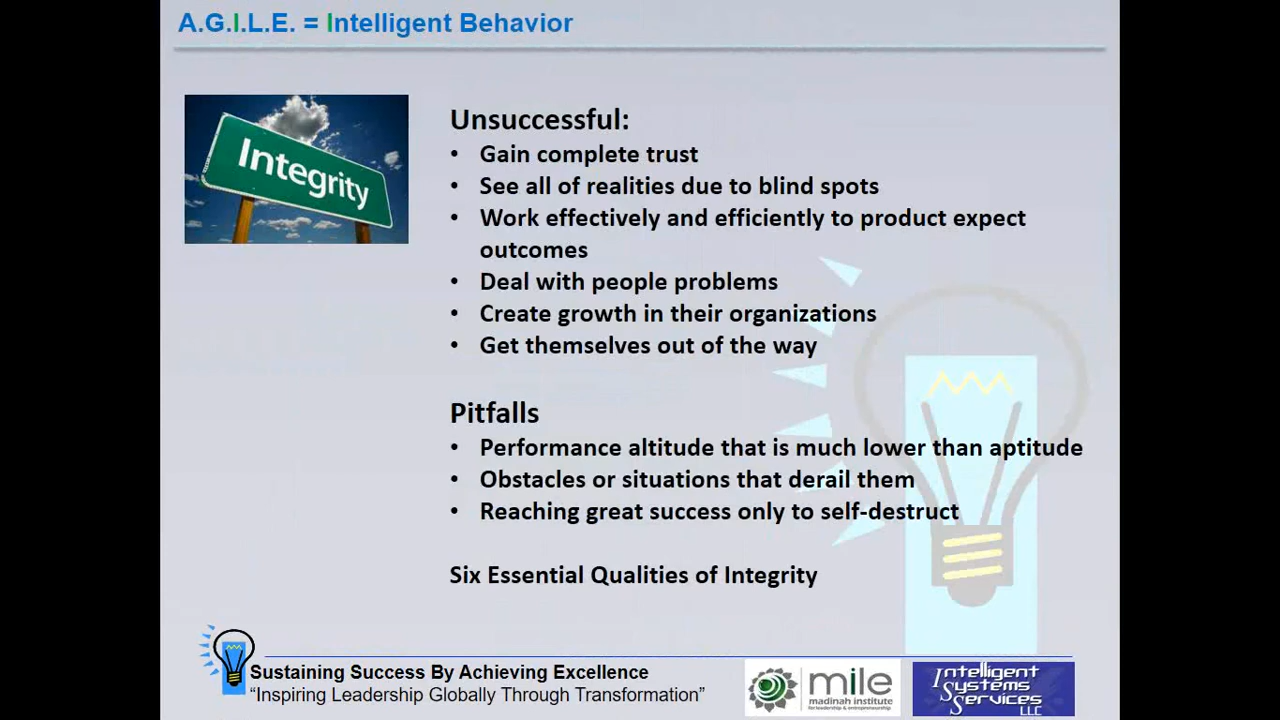 A.G.I.L.E. = Intelligent Behavior
Integrity
Unsuccessful:
• Gain complete trust
• See all of realities due to blind spots
• Work effectively and efficiently to product expect
outcomes
• Deal with people problems
• Create growth in their organizations
• Get themselves out of the way
Pitfalls
• Performance altitude that is much lower than aptitude
• Obstacles or situations that derail them
• Reaching great success only to self-destruct
Six Essential Qualities of Integrity
Sustaining Success By Achieving Excellence
“Inspiring Leadership Globally Through Transformation”
mile
madinah institute
for leadership & entrepreneurship
Intelligent
Systems
Services
LLC